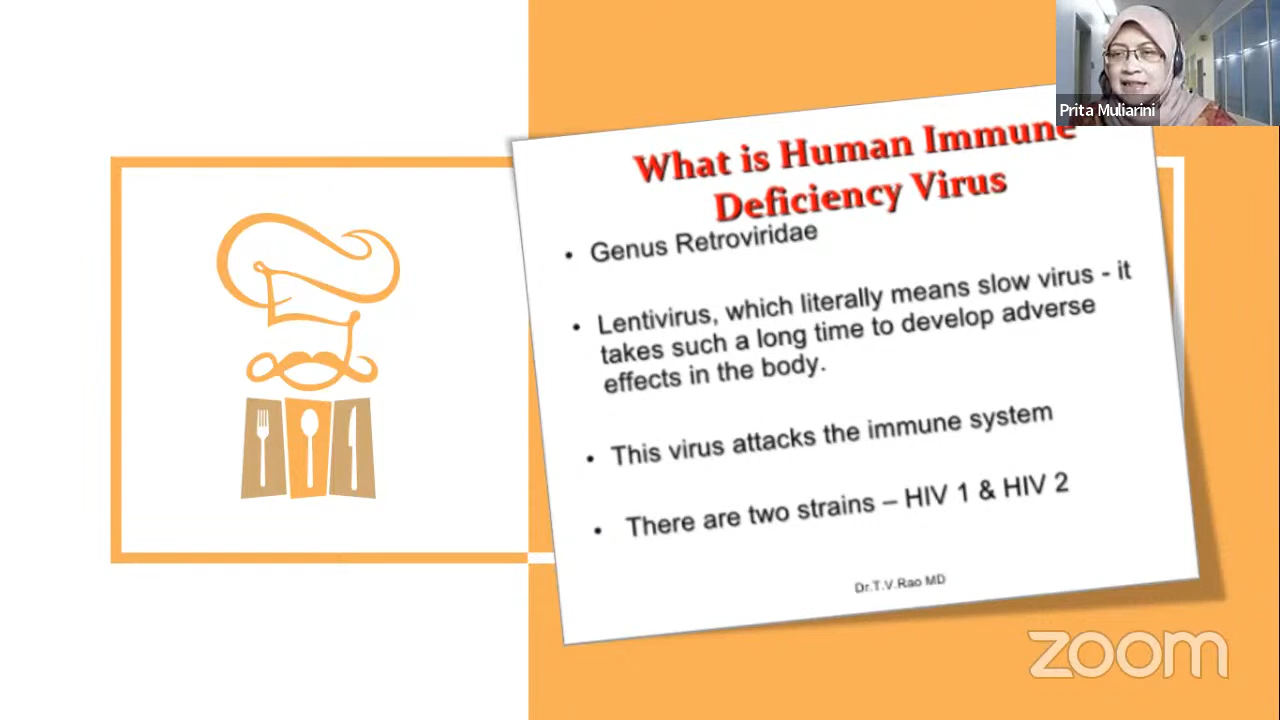 Prita Muliarini
What is Human Immune
Deficiency Virus
• Genus Retroviridae
• Lentivirus, which literally means slow virus - it
takes such a long time to develop adverse
effects in the body.
• This virus attacks the immune system
• There are two strains – HIV 1 & HIV 2
Dr.T.V.Rao MD
zoom